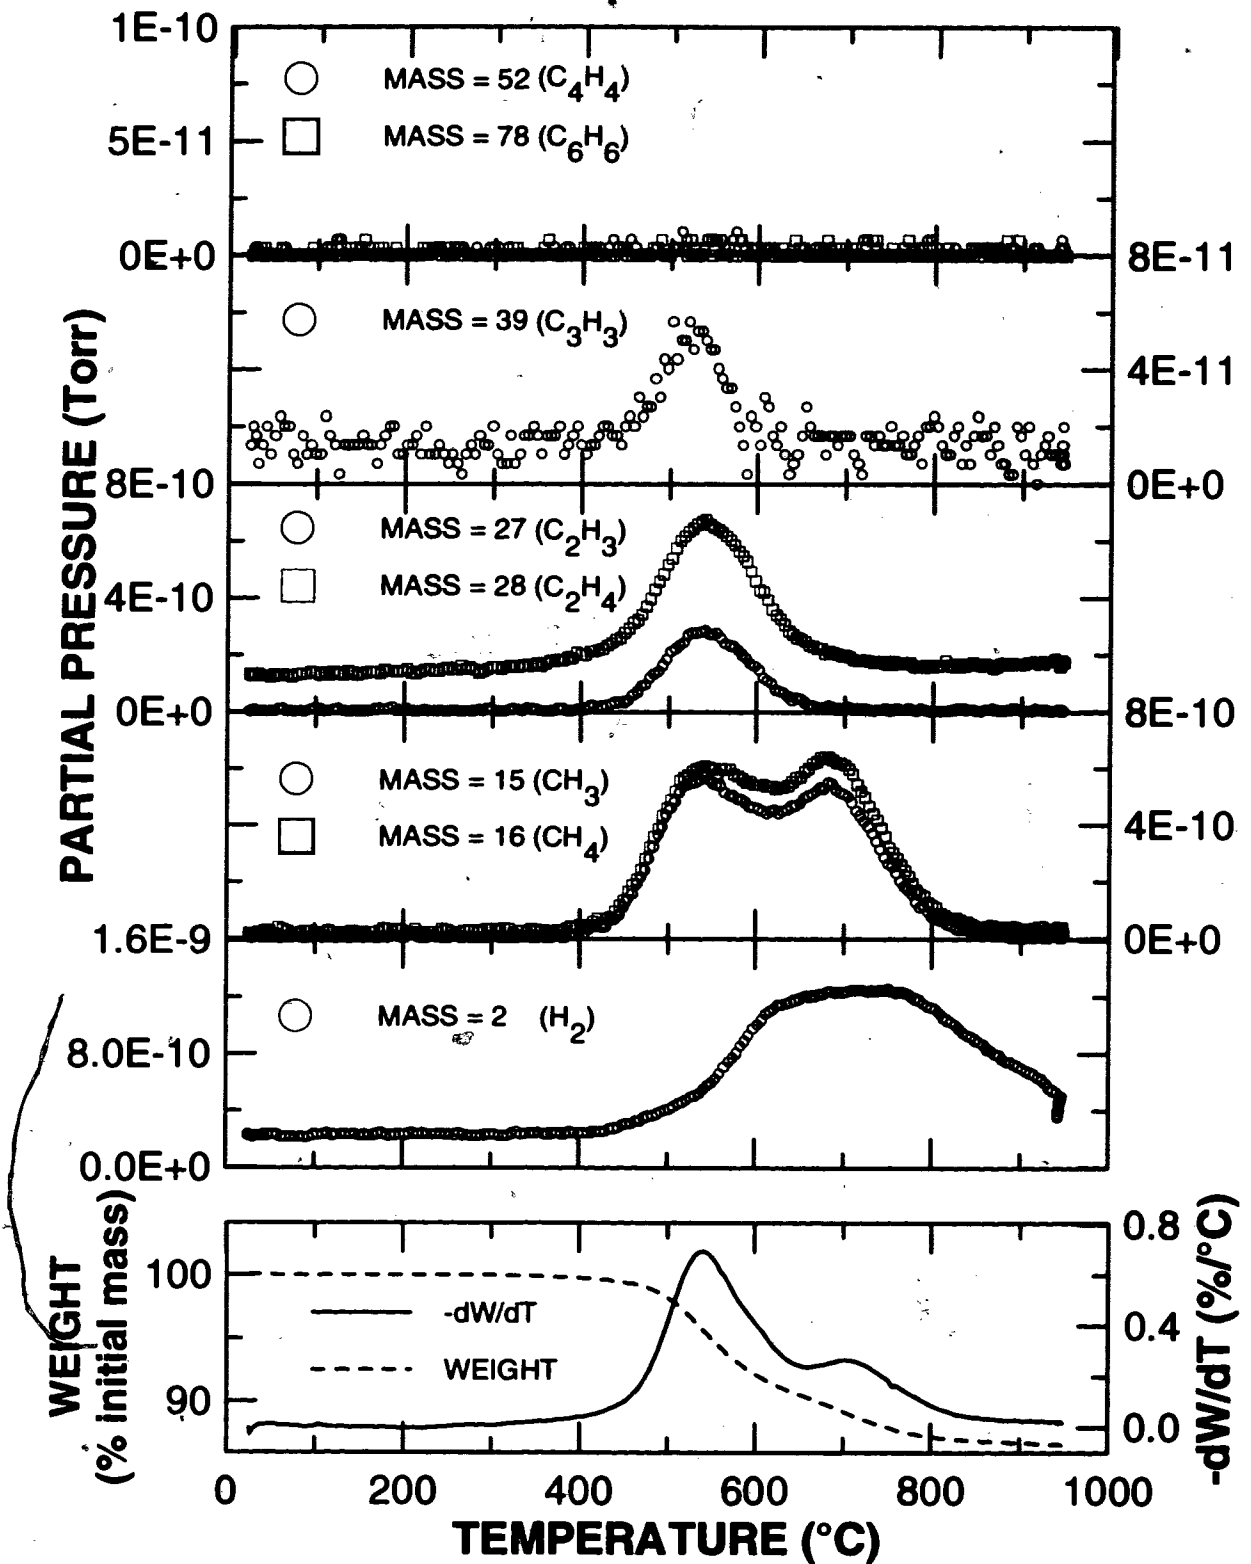 1E-10
MASS = 52 (C4H4)
5E-11
MASS = 78 (C6H6)
0E+0
8E-11
MASS = 39 (C3H3)
4E-11
8E-10
0E+0
MASS = 27 (C2H3)
4E-10
MASS = 28 (C2H4)
0E+0
8E-10
MASS = 15 (CH3)
MASS = 16 (CH4)
4E-10
1.6E-9
0E+0
MASS = 2 (H2)
8.0E-10
0.0E+0
PARTIAL PRESSURE (Torr)
0.8
100
-dW/dT
0.4
WEIGHT
90
0.0
WEIGHT
(% initial mass)
-dW/dT (%/°C)
0 200 400 600 800 1000
TEMPERATURE (°C)